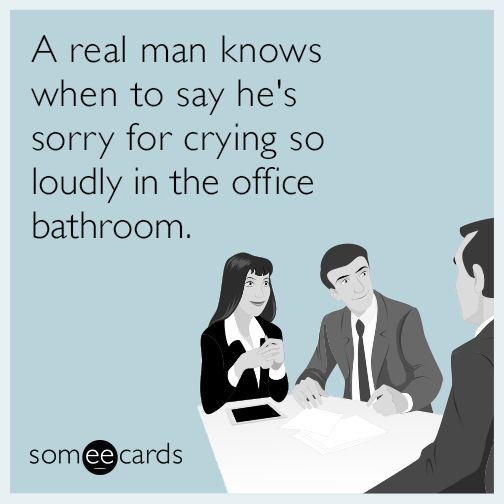 A real man knows
when to say he's
sorry for crying so
loudly in the office
bathroom.
someecards